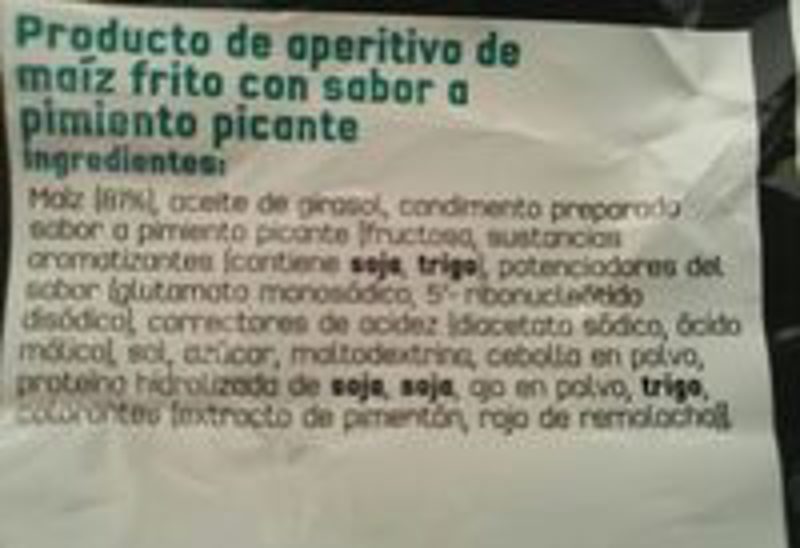 Producto de aperitivo de
maíz frito con sabor a
pimiento picante
Ingredientes:
Maíz (61%), aceite de girasol, condimento preparado
sabor a pimiento picante (fructosa, sustancias
aromatizantes (contiene soja, trigo), potenciadores del
sabor (glutamato monosódico, 5'- ribonucleótido
disódico), correctores de acidez (diacetato sódico, ácido
málico), sal, azúcar, maltodextrina, cebolla en polvo,
proteína hidrolizada de soja, soja, ajo en polvo, trigo,
colorantes (extracto de pimentón, rojo de remolacha)).